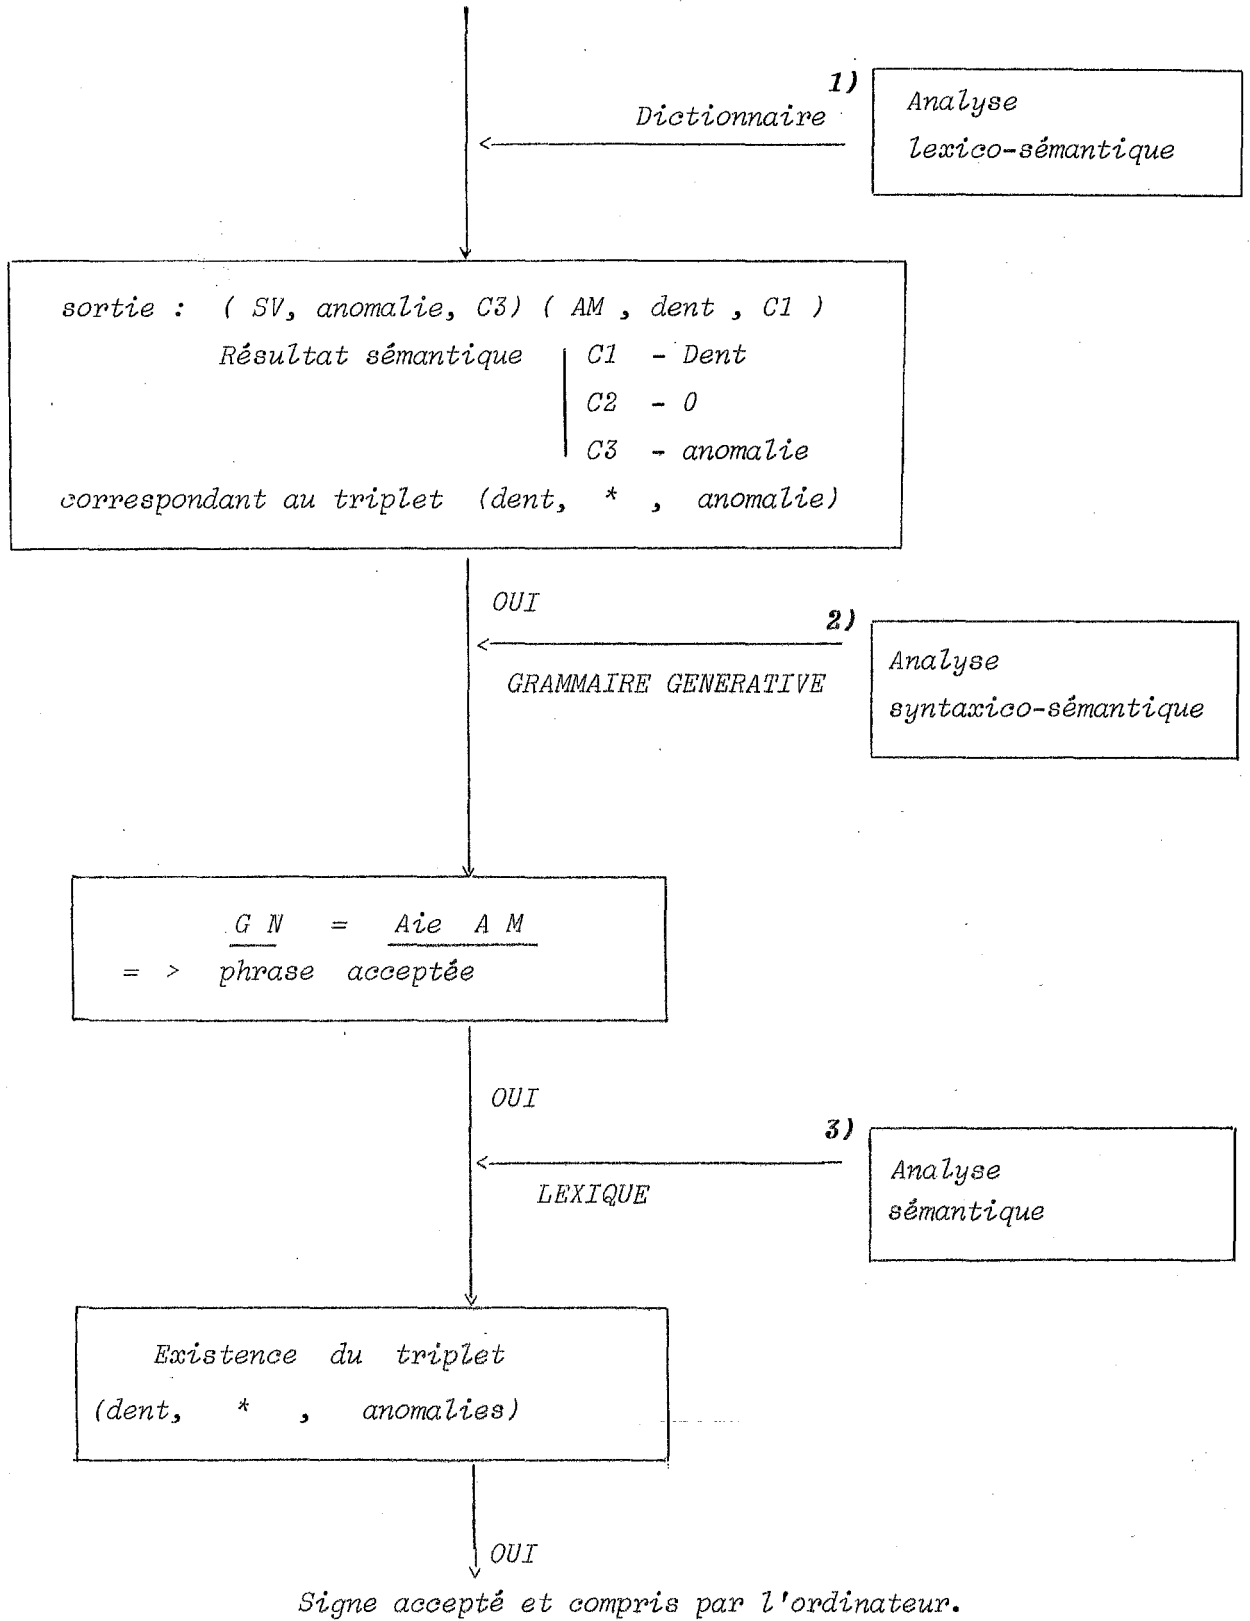 1)
Analyse
Dictionnaire
lexico-sémantique
sortie : ( SV, anomalie, C3) ( AM , dent , C1 )
Résultat sémantique C1 - Dent
C2 - 0
C3 - anomalie
correspondant au triplet (dent, * , anomalie)
OUI
2)
Analyse
GRAMMAIRE GENERATIVE
syntaxico-sémantique
G N = Aie A M
= > phrase acceptée
OUI
3)
Analyse
LEXIQUE
sémantique
Existence du triplet
(dent, * , anomalies)
OUI
Signe accepté et compris par l'ordinateur.